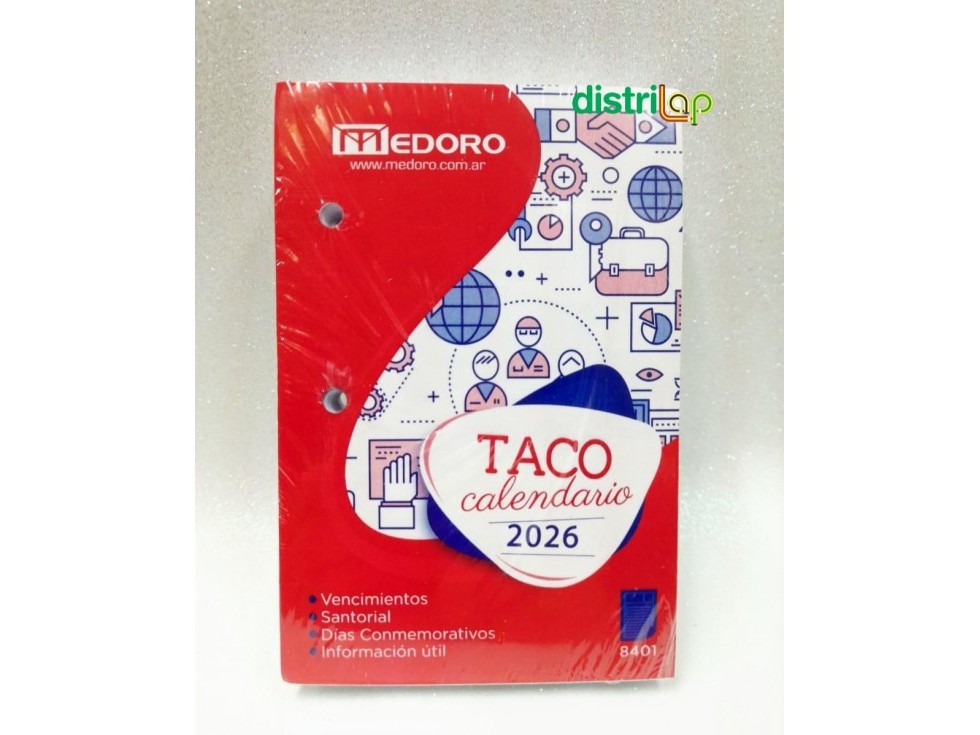 distrilap
MEDORO
www.medoro.com.ar
TACO
calendario
2026
Vencimientos
Santorial
Días Conmemorativos
Información útil
8401